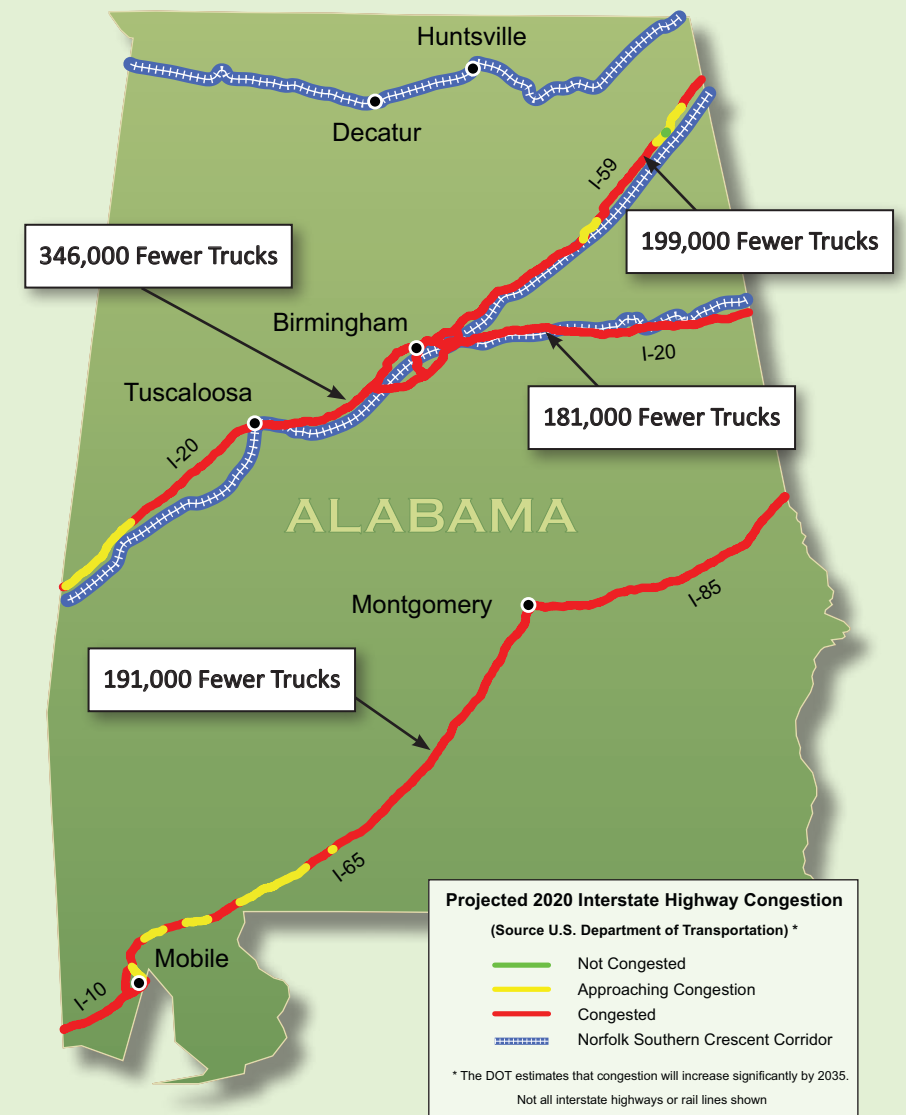 Huntsville
Decatur
I-59
199,000 Fewer Trucks
346,000 Fewer Trucks
Birmingham
I-20
Tuscaloosa
181,000 Fewer Trucks
I-20
ALABAMA
Montgomery
I-85
191,000 Fewer Trucks
I-65
Mobile
I-10
Projected 2020 Interstate Highway Congestion
(Source U.S. Department of Transportation) *
Not Congested
Approaching Congestion
Congested
Norfolk Southern Crescent Corridor
* The DOT estimates that congestion will increase significantly by 2035.
Not all interstate highways or rail lines shown